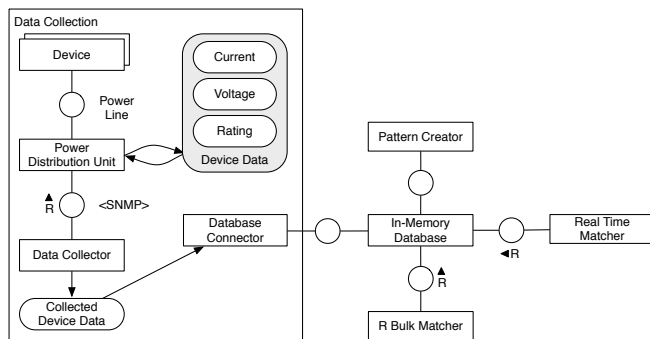 Data Collection
Device
Power
Line
Power
Distribution Unit
Current
Voltage
Rating
Device Data
R
<SNMP>
Data Collector
Collected
Device Data
Database
Connector
Pattern Creator
In-Memory
Database
Real Time
Matcher
◄R
R
R Bulk Matcher